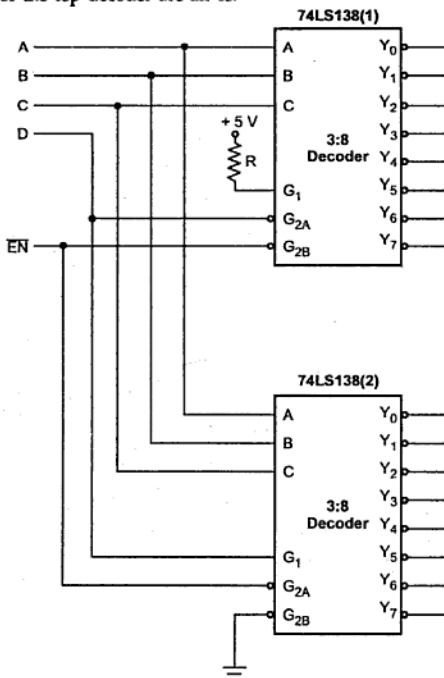 74LS138(1)
A
B
C
D
EN
A
B
C
+ 5 V
R
G1
G2A
G2B
3:8
Decoder
Y0
Y1
Y2
Y3
Y4
Y5
Y6
Y7
74LS138(2)
A
B
C
G1
G2A
G2B
3:8
Decoder
Y0
Y1
Y2
Y3
Y4
Y5
Y6
Y7